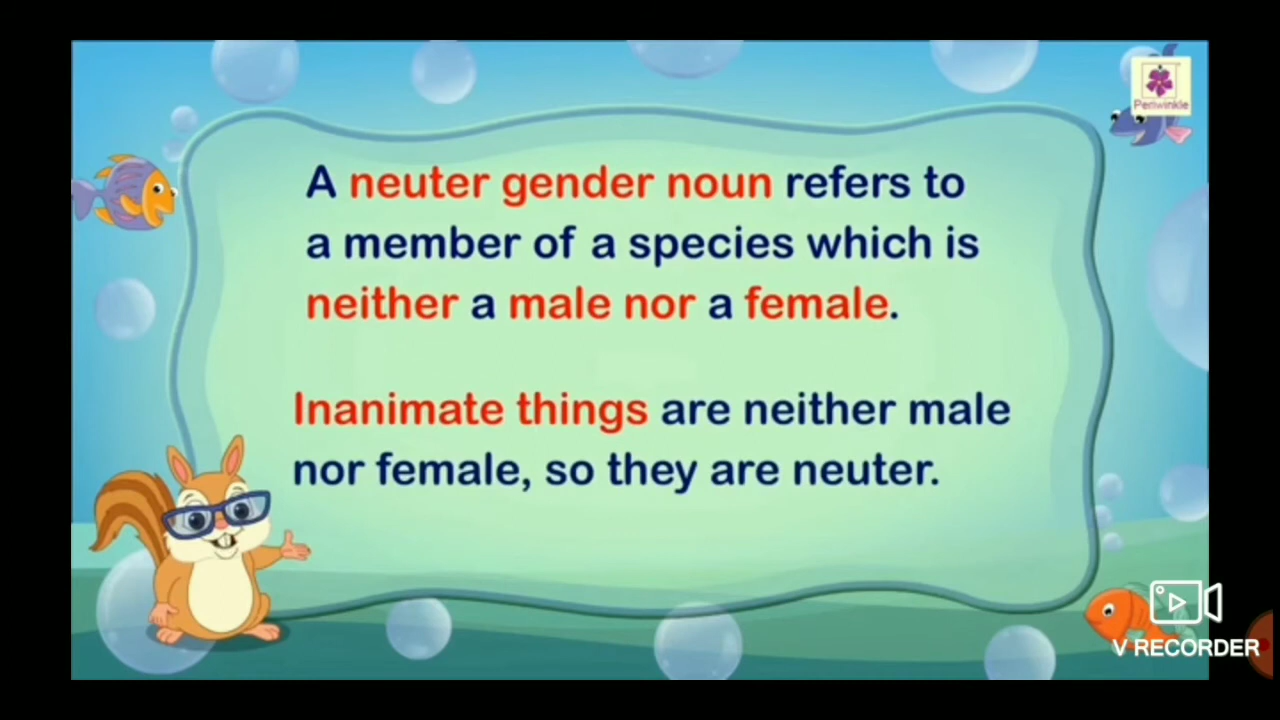 Periwinkle
A neuter gender noun refers to
a member of a species which is
neither a male nor a female.
Inanimate things are neither male
nor female, so they are neuter.
V RECORDER